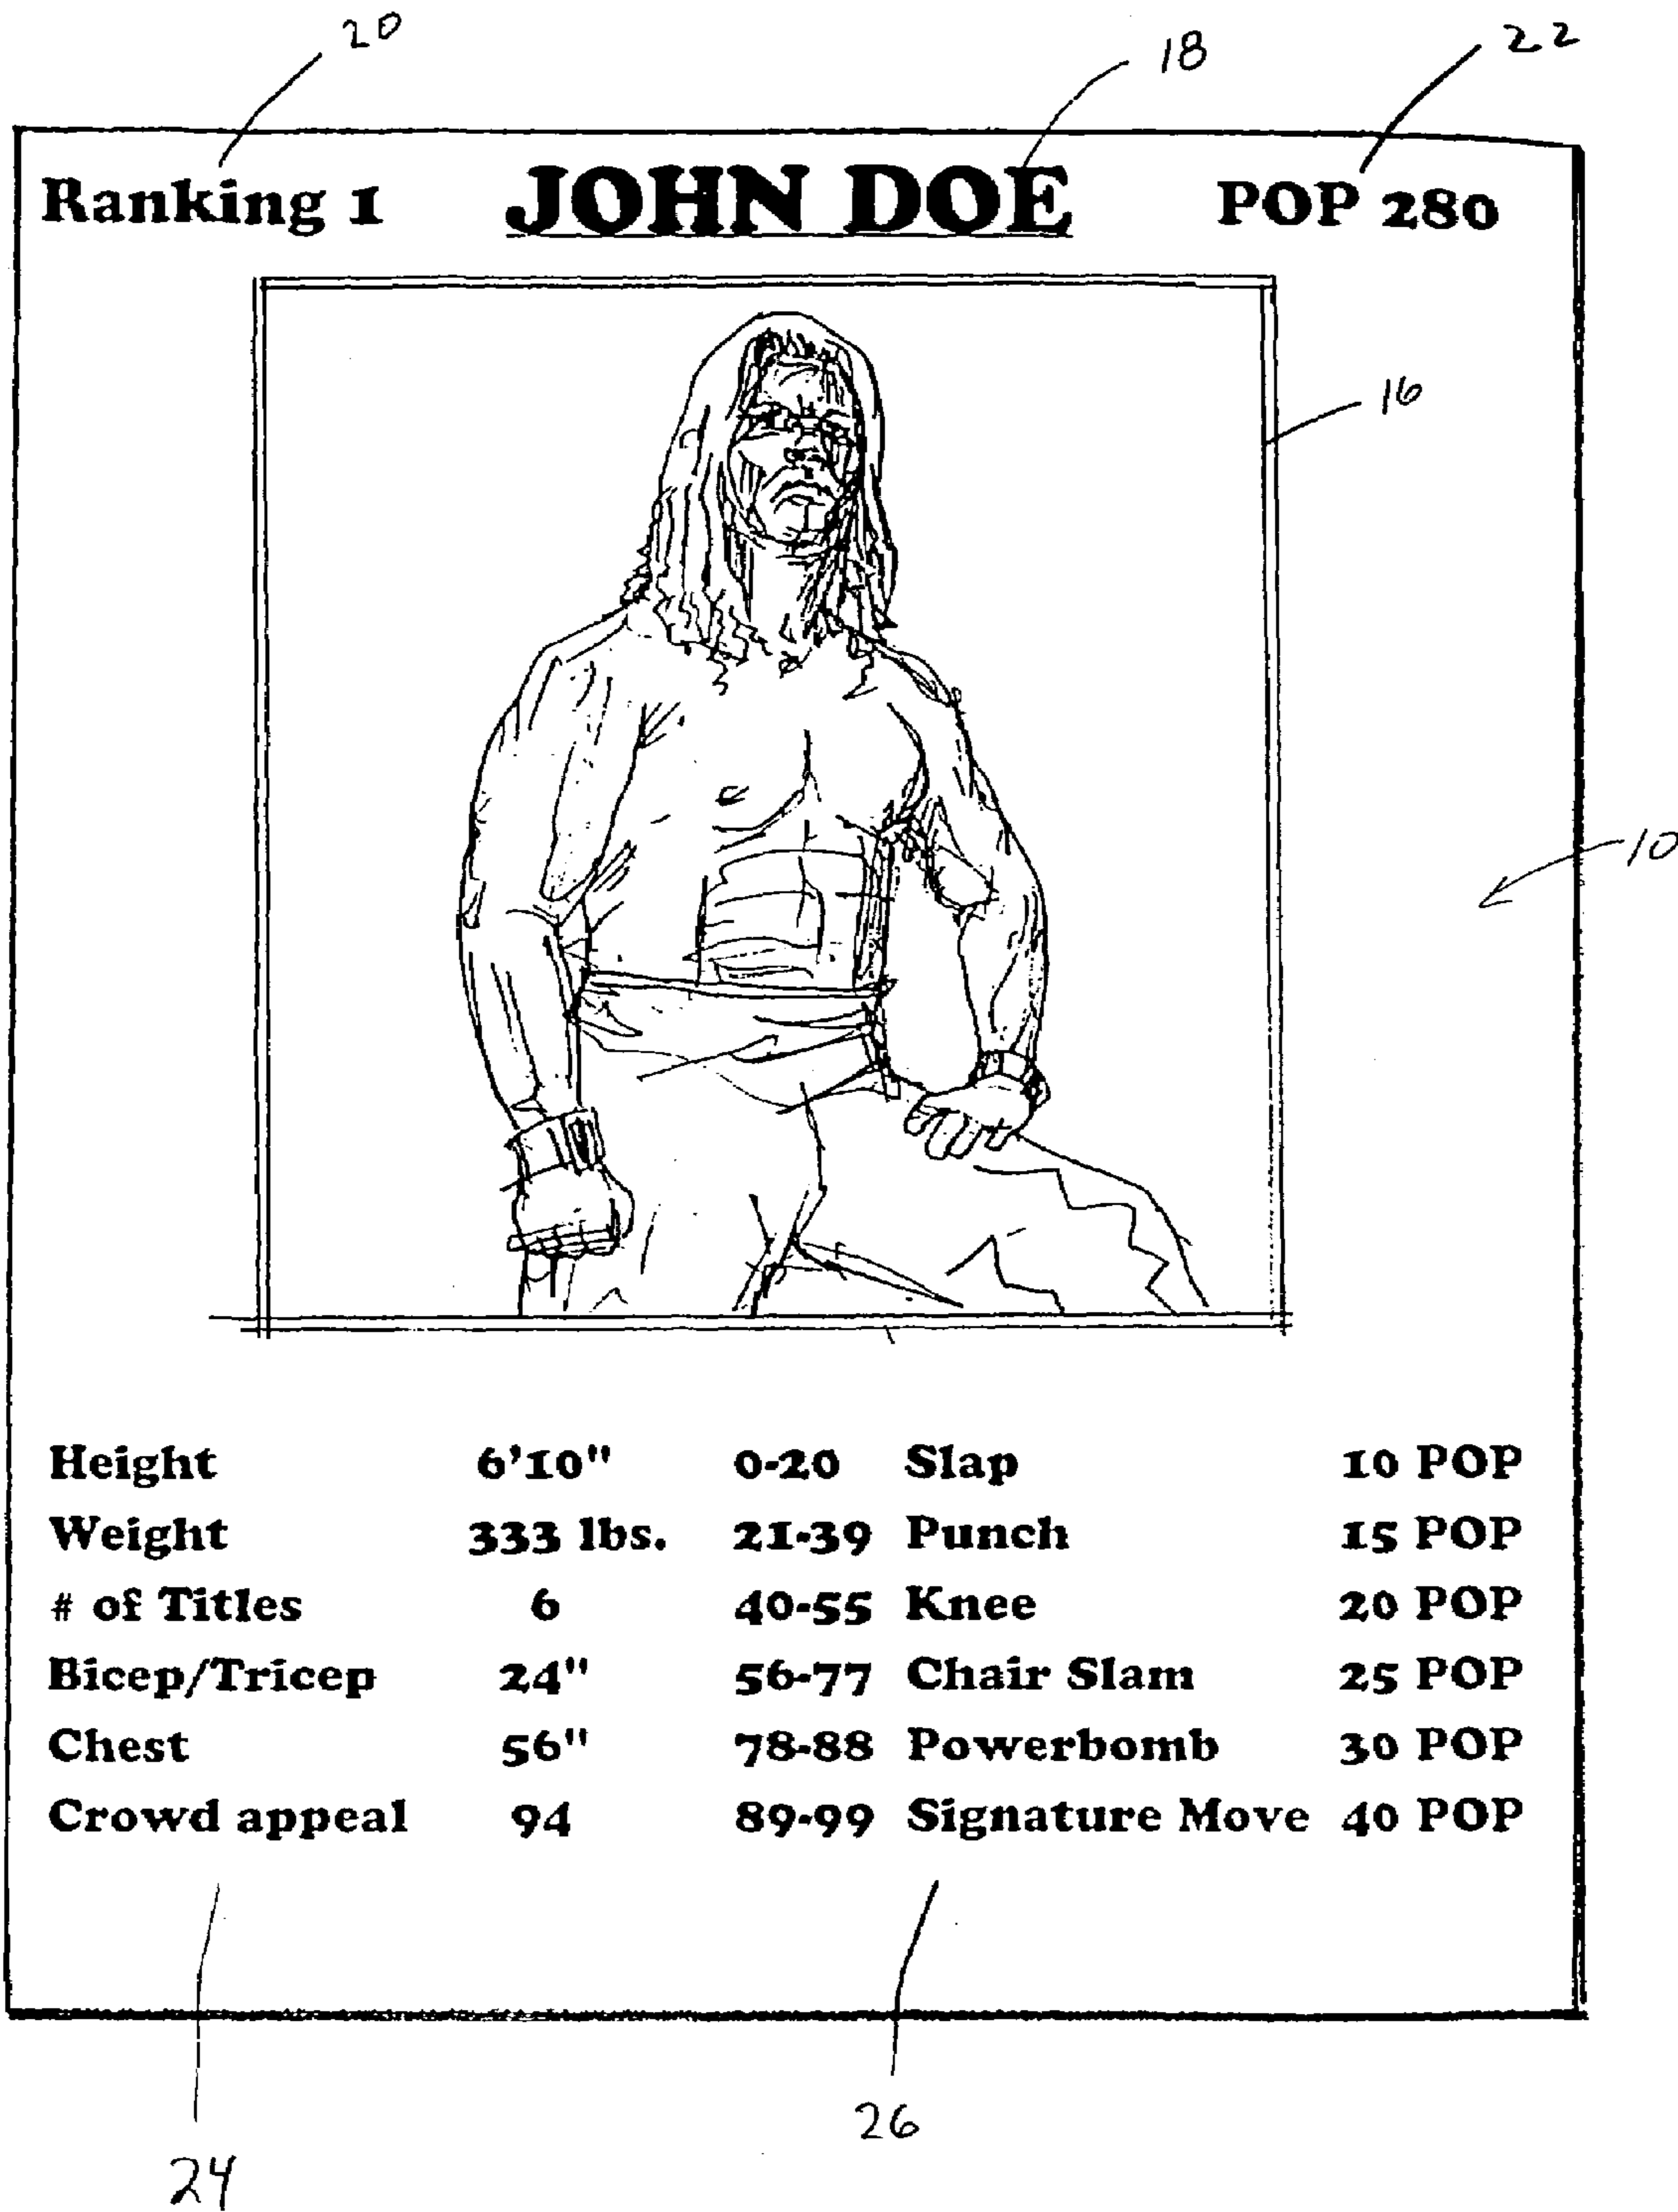 20 18 22
Ranking 1 JOHN DOE POP 280
16
10
Height 6'10" 0-20 Slap 10 POP
Weight 333 lbs. 21-39 Punch 15 POP
# of Titles 6 40-55 Knee 20 POP
Bicep/Tricep 24" 56-77 Chair Slam 25 POP
Chest 56" 78-88 Powerbomb 30 POP
Crowd appeal 94 89-99 Signature Move 40 POP
26
24